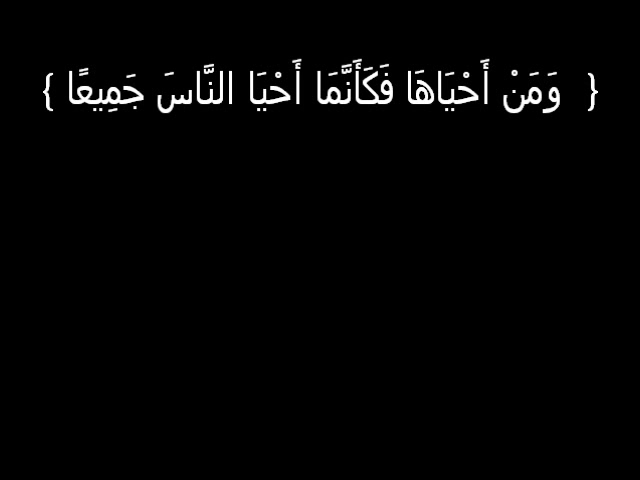 { وَمَنْ أَحْيَاهَا فَكَأَنَّمَا أَحْيَا النَّاسَ جَمِيعًا }